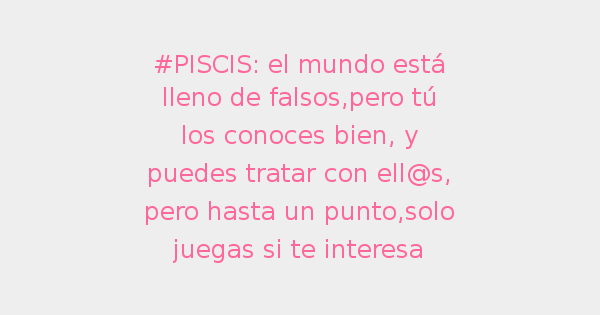 #PISCIS: el mundo está
lleno de falsos,pero tú
los conoces bien, y
puedes tratar con ell@s,
pero hasta un punto,solo
juegas si te interesa